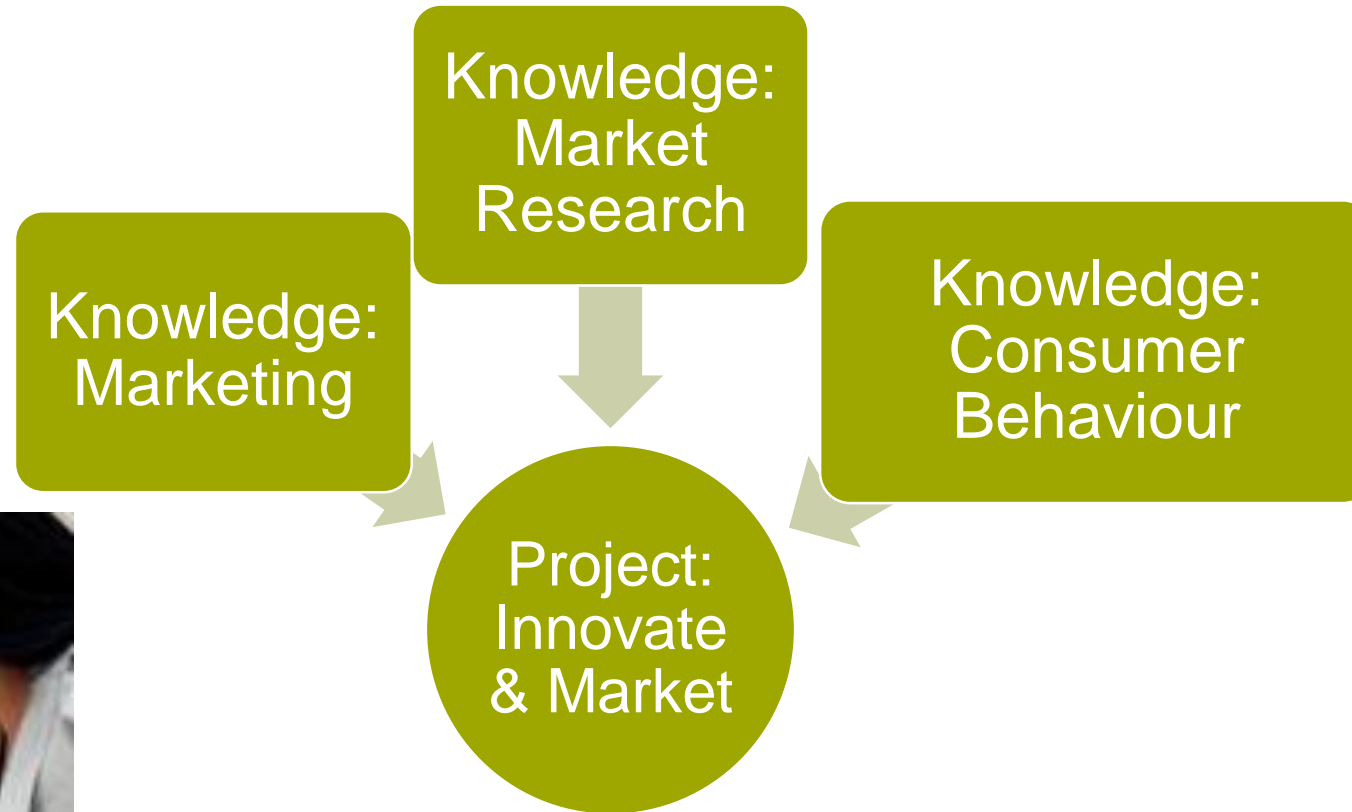 Knowledge:
Market
Research
Knowledge:
Marketing
Knowledge:
Consumer
Behaviour
Project:
Innovate
& Market